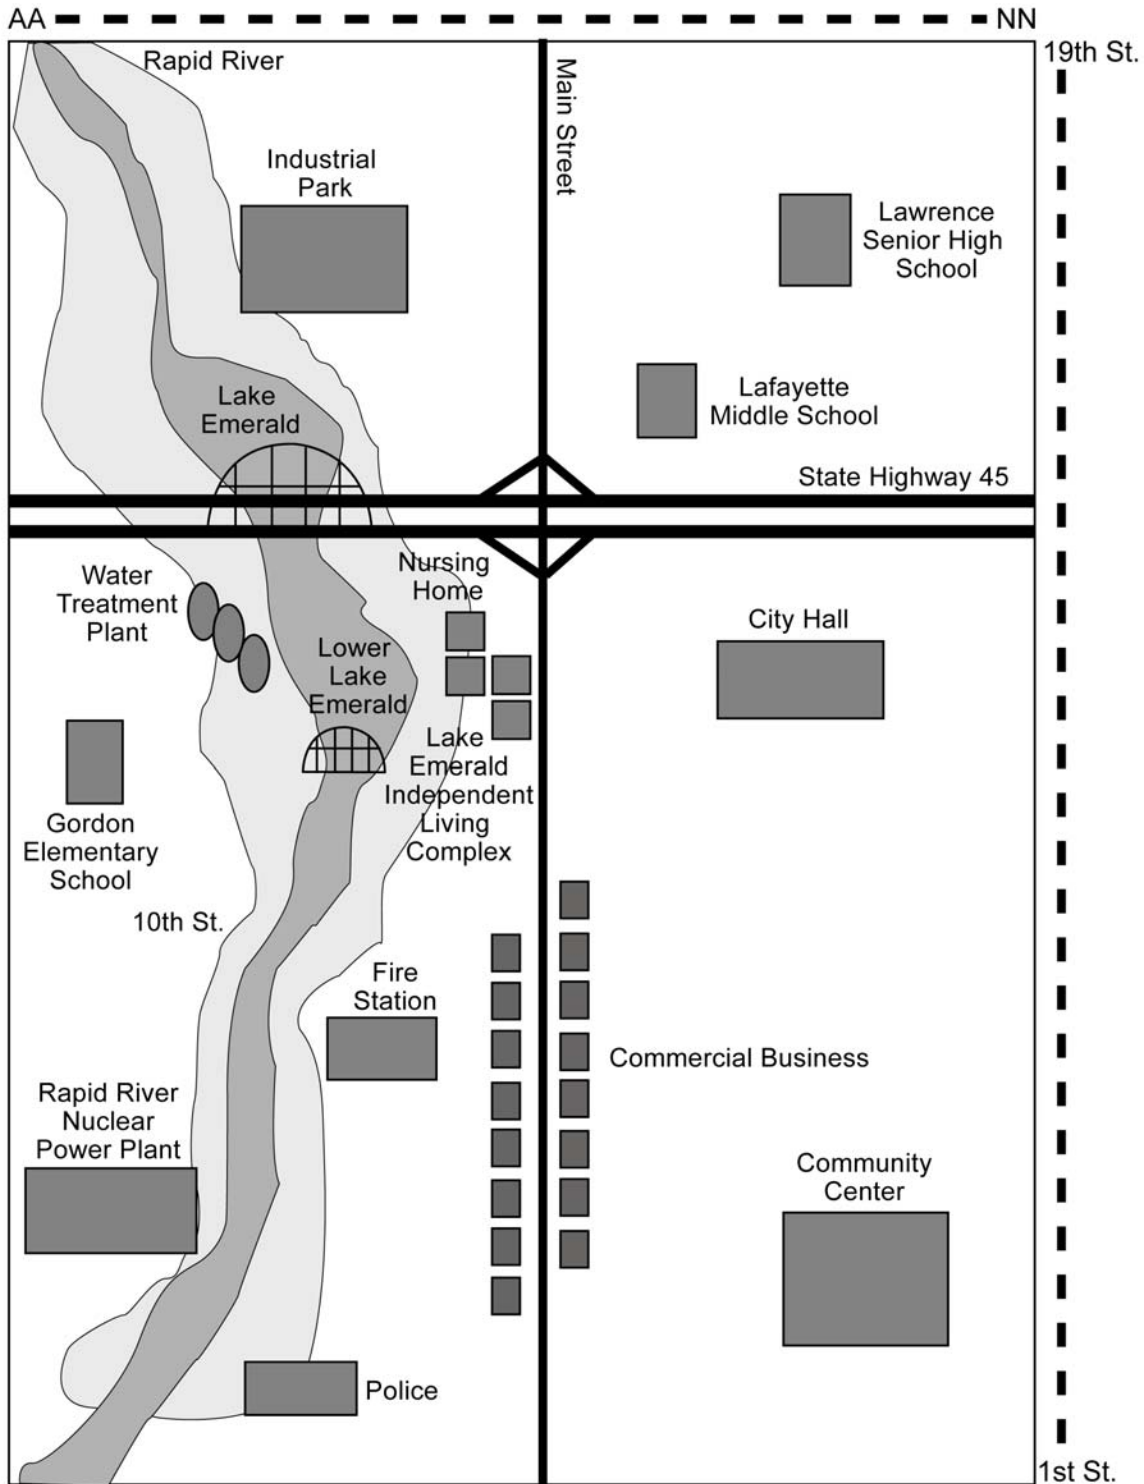 AA
NN
19th St.
Rapid River
Main Street
Industrial
Park
Lawrence
Senior High
School
Lafayette
Middle School
Lake
Emerald
State Highway 45
Water
Treatment
Plant
Nursing
Home
City Hall
Lower
Lake
Emerald
Lake
Emerald
Independent
Living
Complex
Gordon
Elementary
School
10th St.
Fire
Station
Commercial Business
Rapid River
Nuclear
Power Plant
Community
Center
Police
1st St.